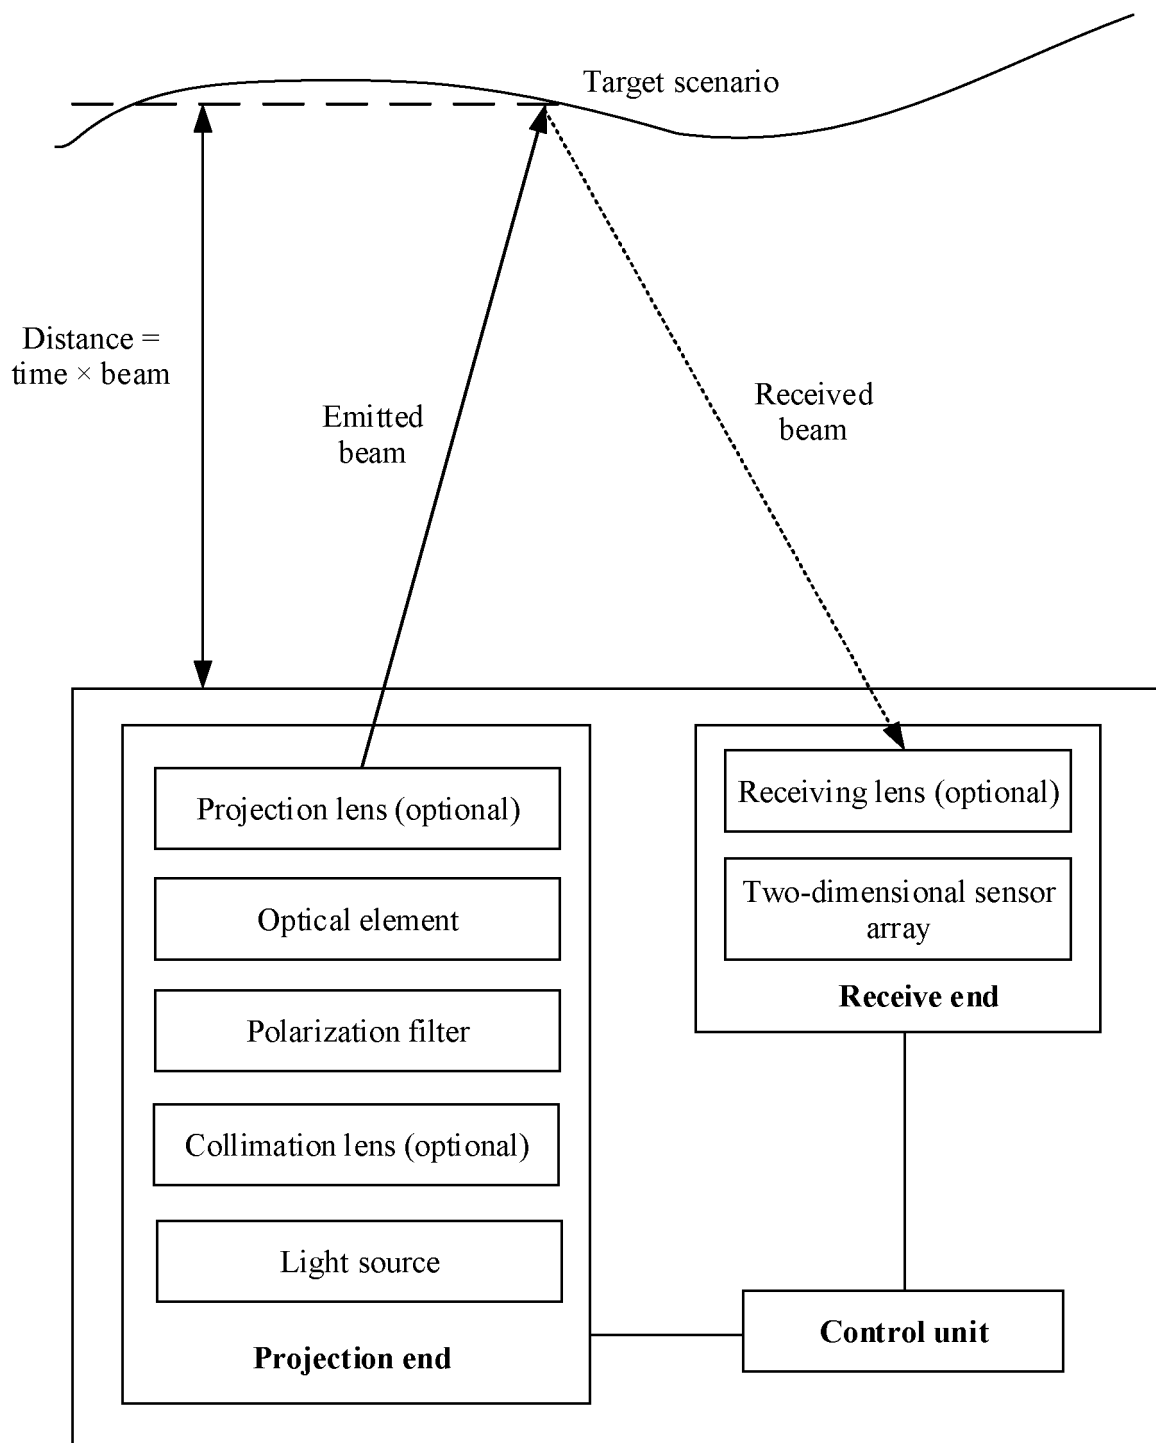 Target scenario
Distance =
time × beam
Emitted
beam
Received
beam
Projection lens (optional)
Optical element
Polarization filter
Collimation lens (optional)
Light source
Projection end
Receiving lens (optional)
Two-dimensional sensor
array
Receive end
Control unit